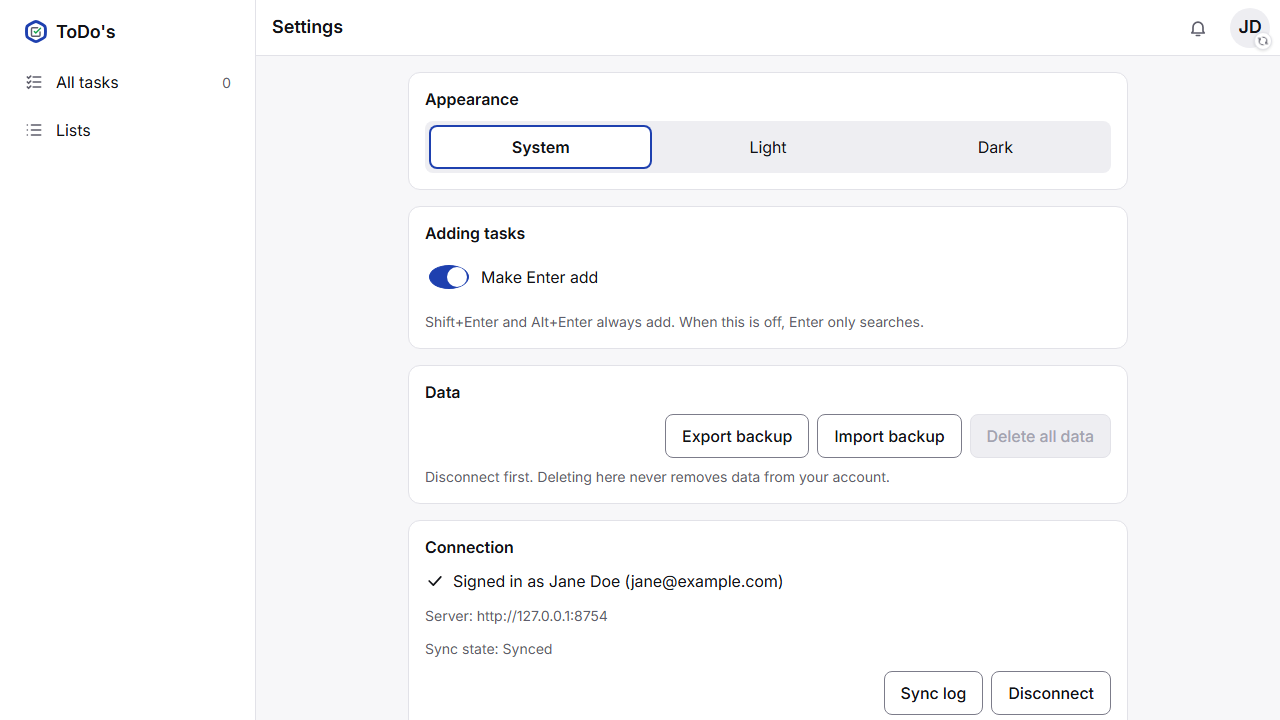 ToDo's
All tasks 0
Lists
Settings
JD
Appearance
System Light Dark
Adding tasks
Make Enter add
Shift+Enter and Alt+Enter always add. When this is off, Enter only searches.
Data
Export backup Import backup Delete all data
Disconnect first. Deleting here never removes data from your account.
Connection
Signed in as Jane Doe (jane@example.com)
Server: http://127.0.0.1:8754
Sync state: Synced
Sync log Disconnect